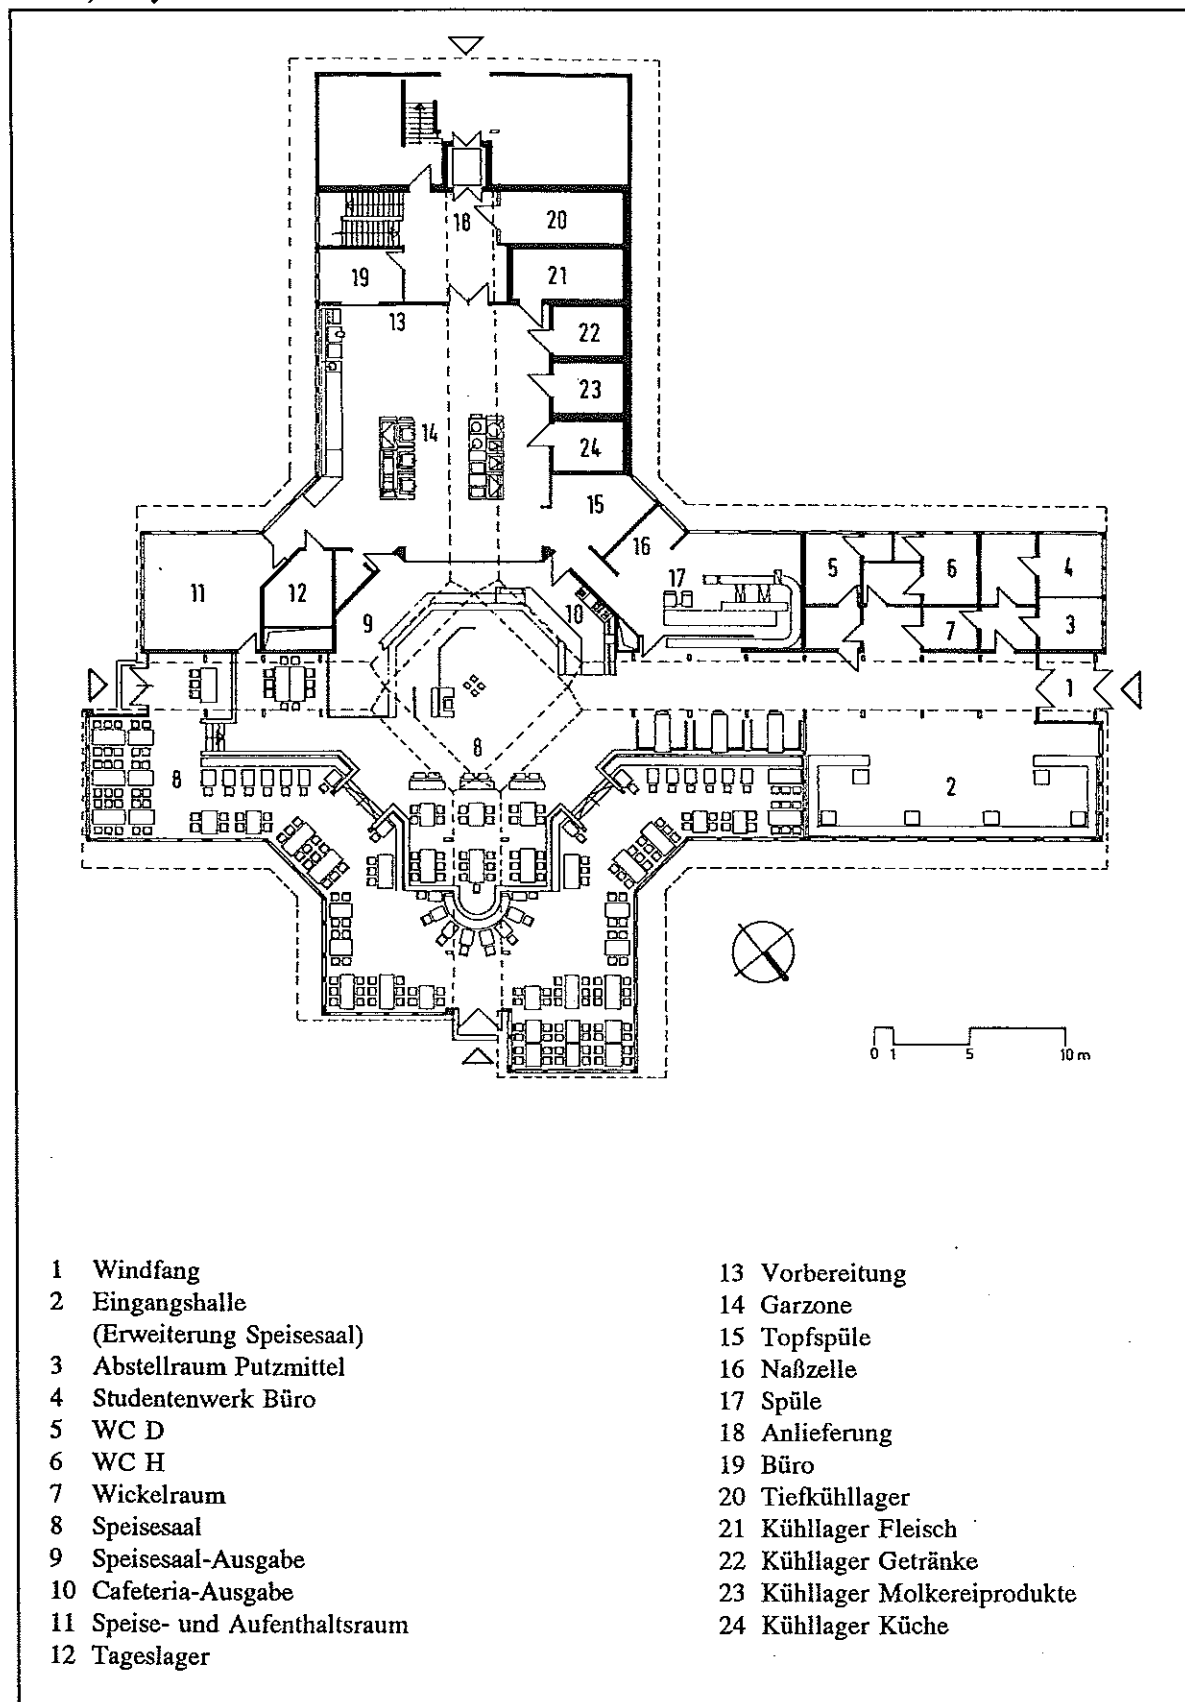 18
20
19
21
13
22
23
14
24
15
16
5
6
4
11
12
17
9
10
7
3
1
8
8
2
0 1 5 10 m
1 Windfang
2 Eingangshalle
(Erweiterung Speisesaal)
3 Abstellraum Putzmittel
4 Studentenwerk Büro
5 WC D
6 WC H
7 Wickelraum
8 Speisesaal
9 Speisesaal-Ausgabe
10 Cafeteria-Ausgabe
11 Speise- und Aufenthaltsraum
12 Tageslager
13 Vorbereitung
14 Garzone
15 Topfspüle
16 Naßzelle
17 Spüle
18 Anlieferung
19 Büro
20 Tiefkühllager
21 Kühllager Fleisch
22 Kühllager Getränke
23 Kühllager Molkereiprodukte
24 Kühllager Küche